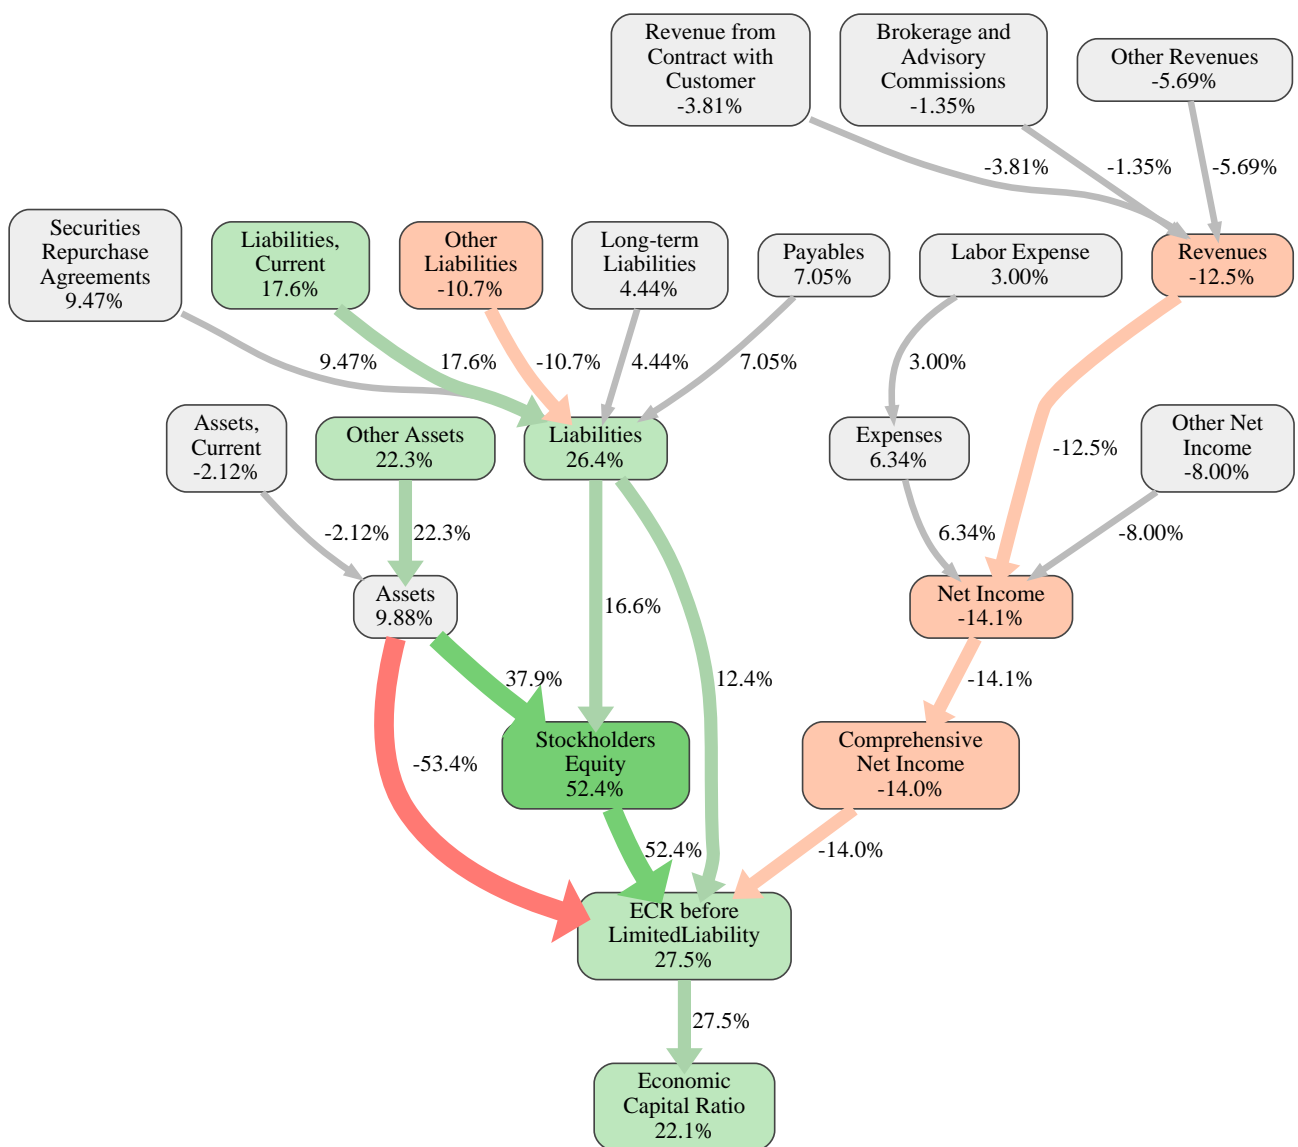 Revenue from
Contract with
Customer
-3.81%
Brokerage and
Advisory
Commissions
-1.35%
Other Revenues
-5.69%
-3.81%
-1.35%
-5.69%
Securities
Repurchase
Agreements
9.47%
Liabilities,
Current
17.6%
Other
Liabilities
-10.7%
Long-term
Liabilities
4.44%
Payables
7.05%
Labor Expense
3.00%
Revenues
-12.5%
9.47%
17.6%
-10.7%
4.44%
7.05%
3.00%
Assets,
Current
-2.12%
Other Assets
22.3%
Liabilities
26.4%
Expenses
6.34%
-12.5%
Other Net
Income
-8.00%
-2.12%
22.3%
6.34%
-8.00%
Assets
9.88%
16.6%
Net Income
-14.1%
37.9%
12.4%
-14.1%
-53.4%
Stockholders
Equity
52.4%
Comprehensive
Net Income
-14.0%
52.4%
-14.0%
ECR before
LimitedLiability
27.5%
27.5%
Economic
Capital Ratio
22.1%